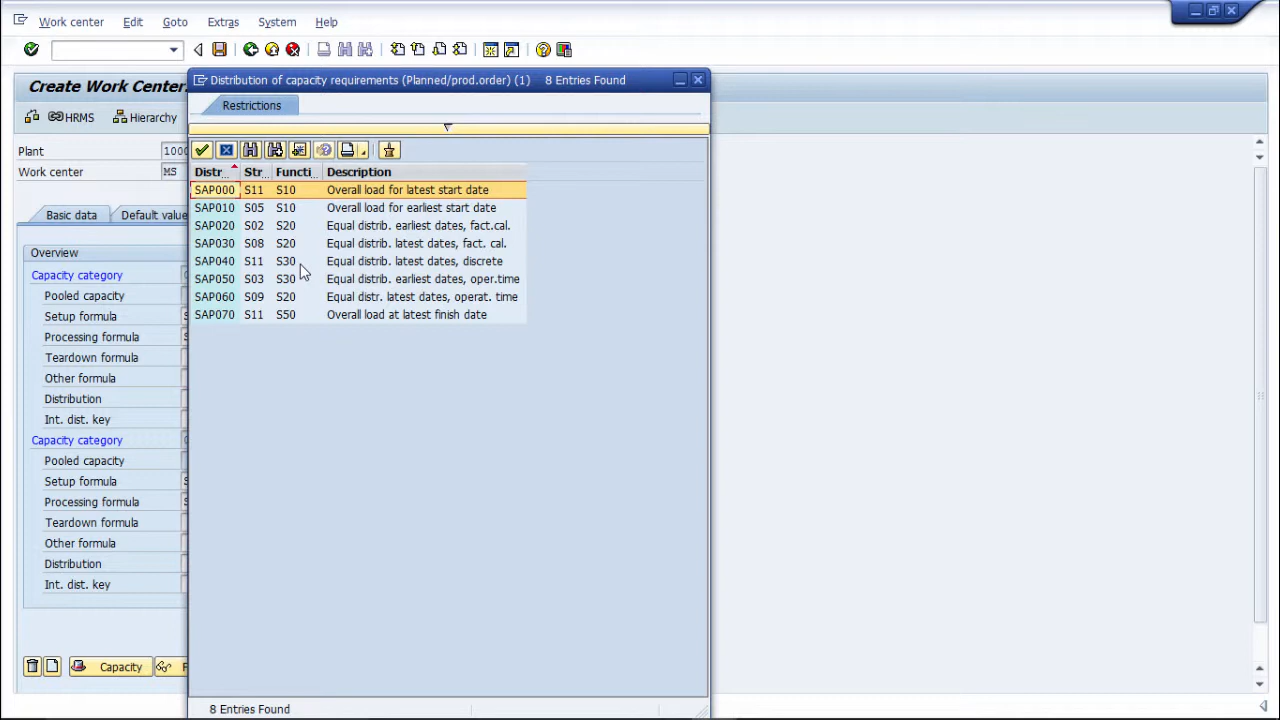 Work center Edit Goto Extras System Help
Create Work Center:
HRMS Hierarchy
Plant 1000
Work center MS
Basic data Default value
Overview
Capacity category
Pooled capacity
Setup formula
Processing formula
Teardown formula
Other formula
Distribution
Int. dist. key
Capacity category
Pooled capacity
Setup formula
Processing formula
Teardown formula
Other formula
Distribution
Int. dist. key
Capacity
Distribution of capacity requirements (Planned/prod.order) (1) 8 Entries Found
Restrictions
Distr... Str... Functi... Description
SAP000 S11 S10 Overall load for latest start date
SAP010 S05 S10 Overall load for earliest start date
SAP020 S02 S20 Equal distrib. earliest dates, fact.cal.
SAP030 S08 S20 Equal distrib. latest dates, fact. cal.
SAP040 S11 S30 Equal distrib. latest dates, discrete
SAP050 S03 S30 Equal distrib. earliest dates, oper.time
SAP060 S09 S20 Equal distr. latest dates, operat. time
SAP070 S11 S50 Overall load at latest finish date
8 Entries Found